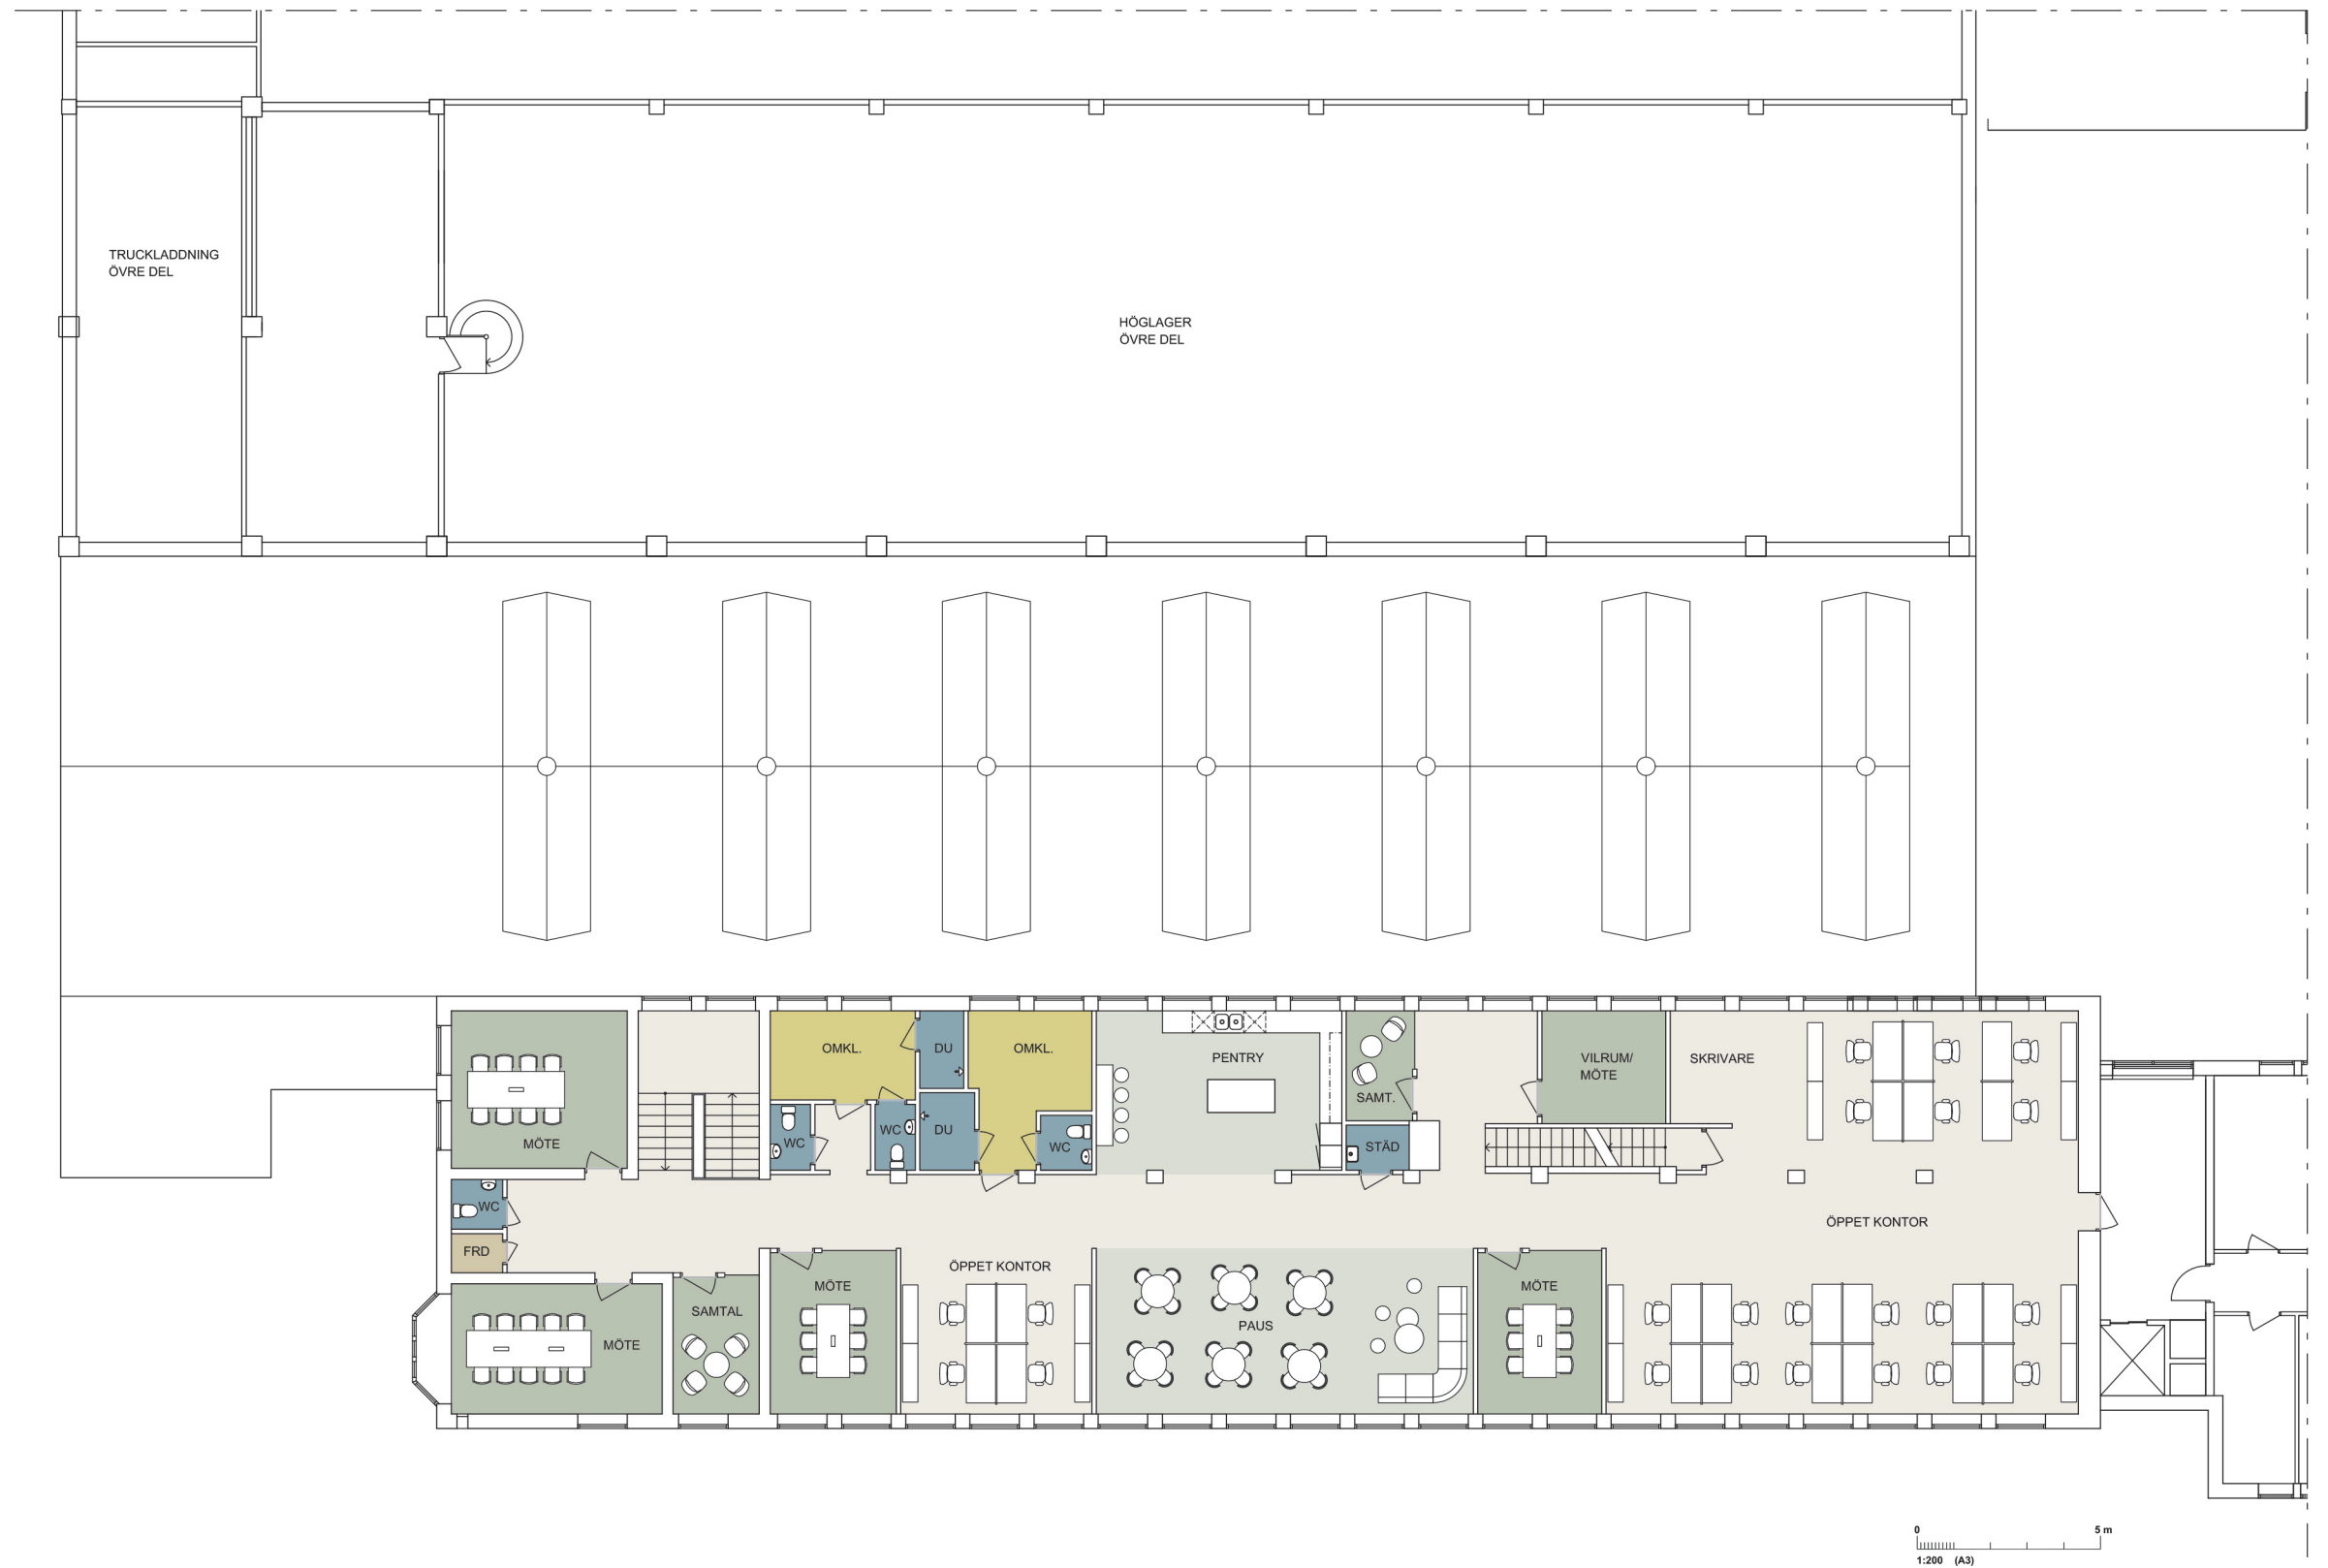 TRUCKLADDNING
ÖVRE DEL
HÖGLAGER
ÖVRE DEL
OMKL.
DU
OMKL.
PENTRY
VILRUM/
MÖTE
SKRIVARE
SAMT.
MÖTE
WC
WC
DU
WC
STÄD
WC
FRD
ÖPPET KONTOR
ÖPPET KONTOR
MÖTE
MÖTE
SAMTAL
PAUS
MÖTE
0 5 m
1:200 (A3)